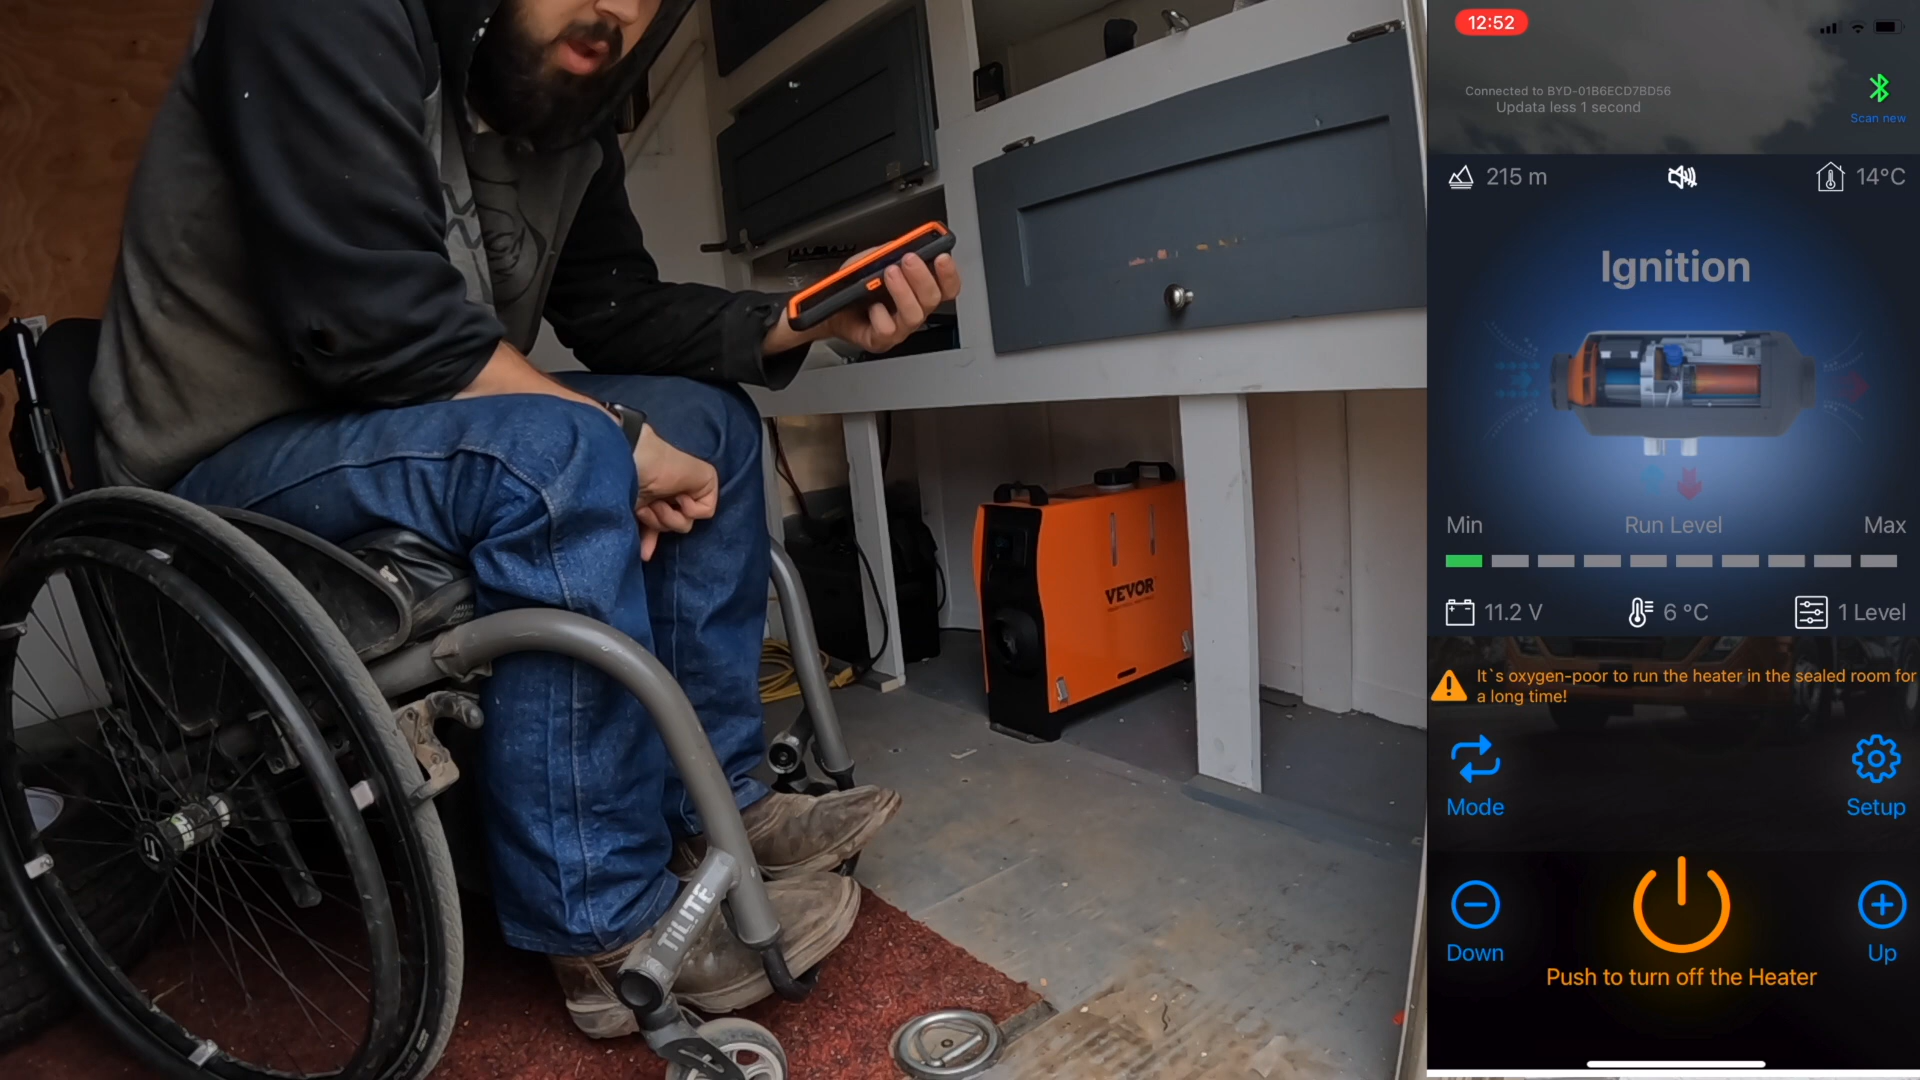 VEVOR
TiLITE
12:52
Connected to BYD-01B6ECD7BD56
Updata less 1 second
Scan new
215 m
14°C
Ignition
Min Run Level Max
11.2 V
6 °C
1 Level
It`s oxygen-poor to run the heater in the sealed room for
a long time!
Mode
Setup
Down
Up
Push to turn off the Heater